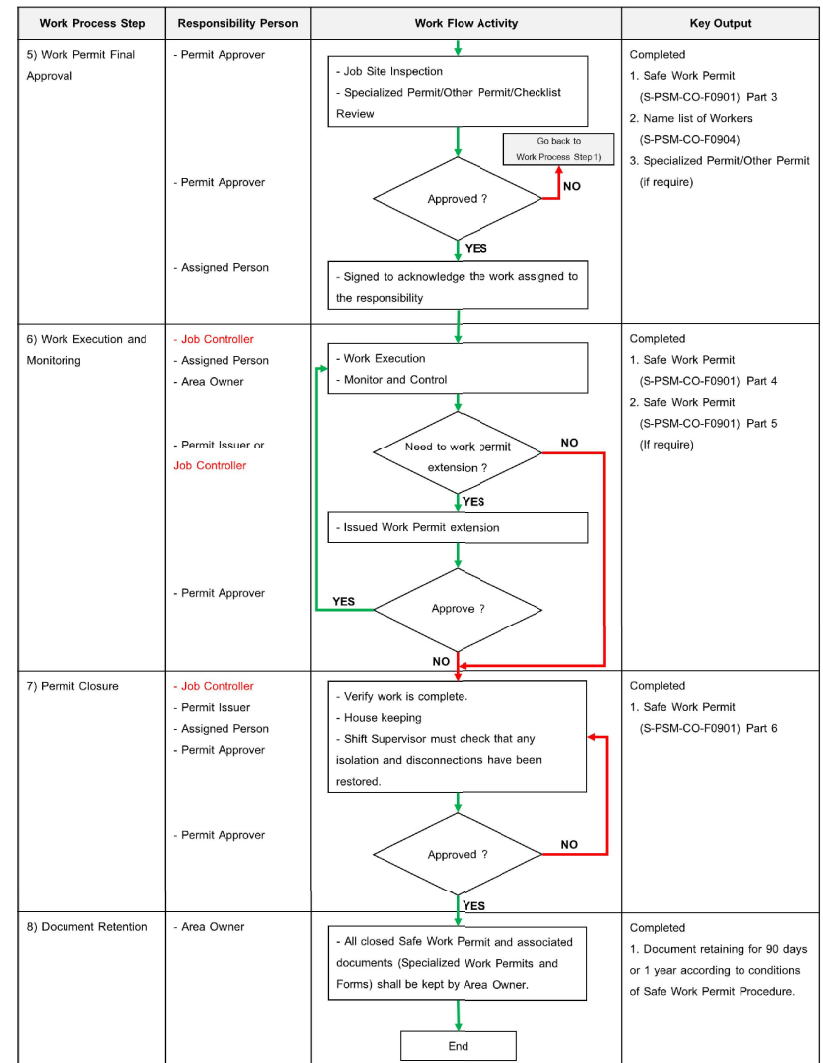 Work Process Step
Responsibility Person
Work Flow Activity
Key Output
5) Work Permit Final
Approval
- Permit Approver
- Job Site Inspection
- Specialized Permit/Other Permit/Checklist
Review
Go back to
Work Process Step 1)
- Permit Approver
Approved ?
NO
YES
- Assigned Person
- Signed to acknowledge the work assigned to
the responsibility
Completed
1. Safe Work Permit
(S-PSM-CO-F0901) Part 3
2. Name list of Workers
(S-PSM-CO-F0904)
3. Specialized Permit/Other Permit
(if require)
6) Work Execution and
Monitoring
- Job Controller
- Assigned Person
- Area Owner
- Permit Issuer or
Job Controller
- Permit Approver
- Work Execution
- Monitor and Control
Need to work permit
extension ?
NO
YES
- Issued Work Permit extension
YES
Approve ?
NO
Completed
1. Safe Work Permit
(S-PSM-CO-F0901) Part 4
2. Safe Work Permit
(S-PSM-CO-F0901) Part 5
(If require)
7) Permit Closure
- Job Controller
- Permit Issuer
- Assigned Person
- Permit Approver
- Permit Approver
- Verify work is complete.
- House keeping
- Shift Supervisor must check that any
isolation and disconnections have been
restored.
Approved ?
NO
YES
Completed
1. Safe Work Permit
(S-PSM-CO-F0901) Part 6
8) Document Retention
- Area Owner
- All closed Safe Work Permit and associated
documents (Specialized Work Permits and
Forms) shall be kept by Area Owner.
End
Completed
1. Document retaining for 90 days
or 1 year according to conditions
of Safe Work Permit Procedure.